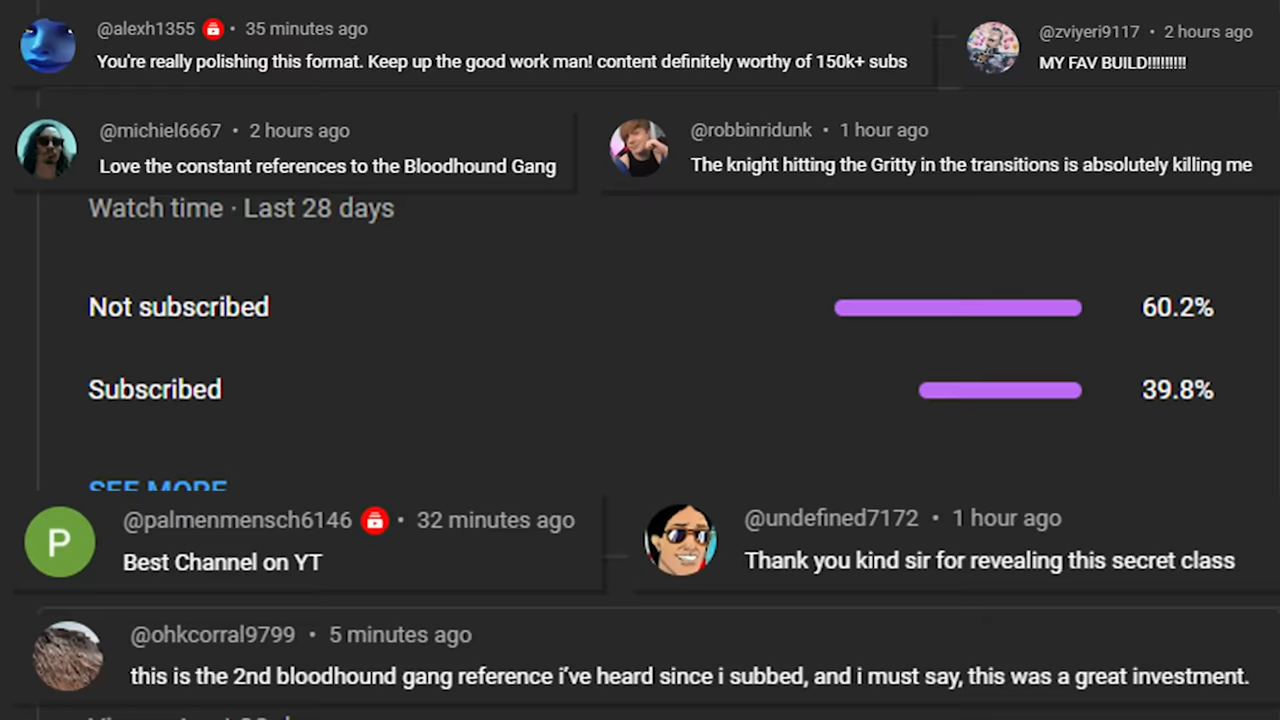 @alexh1355 • 35 minutes ago
You're really polishing this format. Keep up the good work man! content definitely worthy of 150k+ subs
@zviyeri9117 • 2 hours ago
MY FAV BUILD!!!!!!!!!
@michiel6667 • 2 hours ago
Love the constant references to the Bloodhound Gang
@robbinridunk • 1 hour ago
The knight hitting the Gritty in the transitions is absolutely killing me
Watch time · Last 28 days
Not subscribed 60.2%
Subscribed 39.8%
SEE MORE
P
@palmenmensch6146 • 32 minutes ago
Best Channel on YT
@undefined7172 • 1 hour ago
Thank you kind sir for revealing this secret class
@ohkcorral9799 • 5 minutes ago
this is the 2nd bloodhound gang reference i've heard since i subbed, and i must say, this was a great investment.